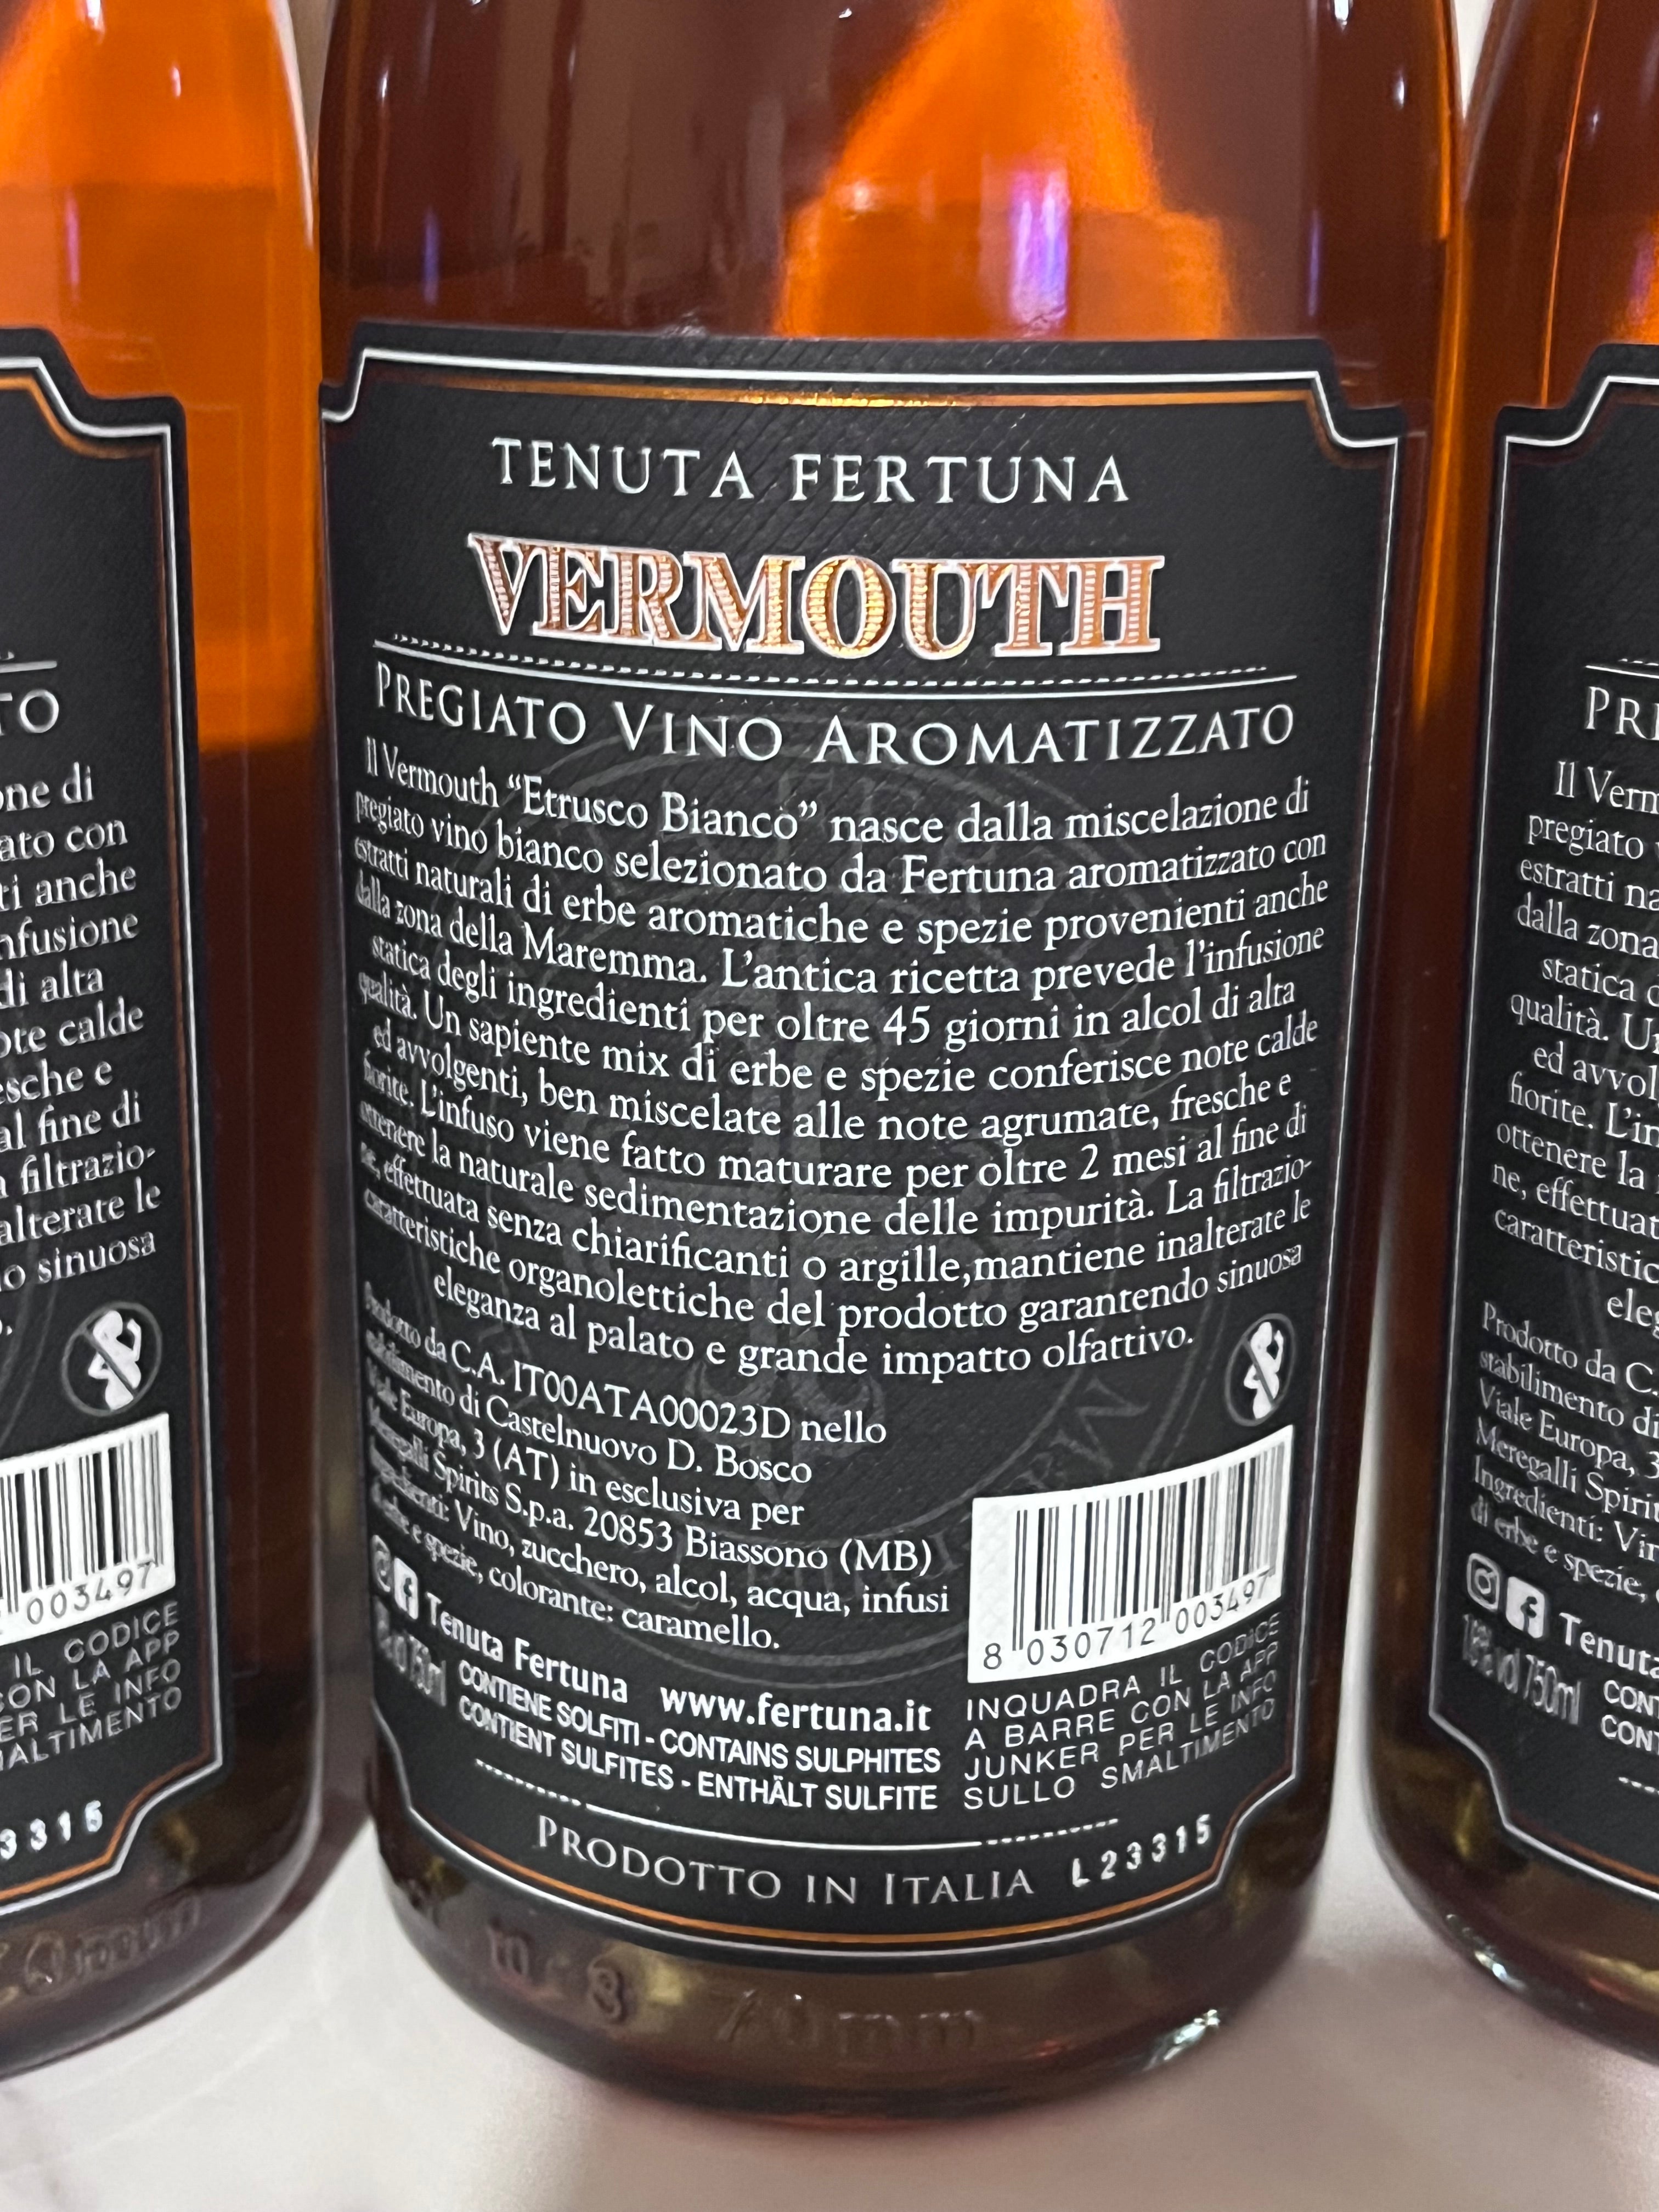 TENUTA FERTUNA
VERMOUTH
PREGIATO VINO AROMATIZZATO
Il Vermouth “Etrusco Bianco” nasce dalla miscelazione di
pregiato vino bianco selezionato da Fertuna aromatizzato con
estratti naturali di erbe aromatiche e spezie provenienti anche
dalla zona della Maremma. L’antica ricetta prevede l’infusione
statica degli ingredienti per oltre 45 giorni in alcol di alta
qualità. Un sapiente mix di erbe e spezie conferisce note calde
ed avvolgenti, ben miscelate alle note agrumate, fresche e
fiorite. L’infuso viene fatto maturare per oltre 2 mesi al fine di
ottenere la naturale sedimentazione delle impurità. La filtrazio-
ne, effettuata senza chiarificanti o argille,mantiene inalterate le
caratteristiche organolettiche del prodotto garantendo sinuosa
eleganza al palato e grande impatto olfattivo.
Prodotto da C.A. IT00ATA00023D nello
stabilimento di Castelnuovo D. Bosco
Viale Europa, 3 (AT) in esclusiva per
Meregalli Spirits S.p.a. 20853 Biassono (MB)
Ingredienti: Vino, zucchero, alcol, acqua, infusi
di erbe e spezie, colorante: caramello.
Tenuta Fertuna www.fertuna.it
18% vol 750ml
CONTIENE SOLFITI - CONTAINS SULPHITES
CONTIENT SULFITES - ENTHÄLT SULFITE
8 030712 003497
INQUADRA IL CODICE
A BARRE CON LA APP
JUNKER PER LE INFO
SULLO SMALTIMENTO
PRODOTTO IN ITALIA L23315
70mm